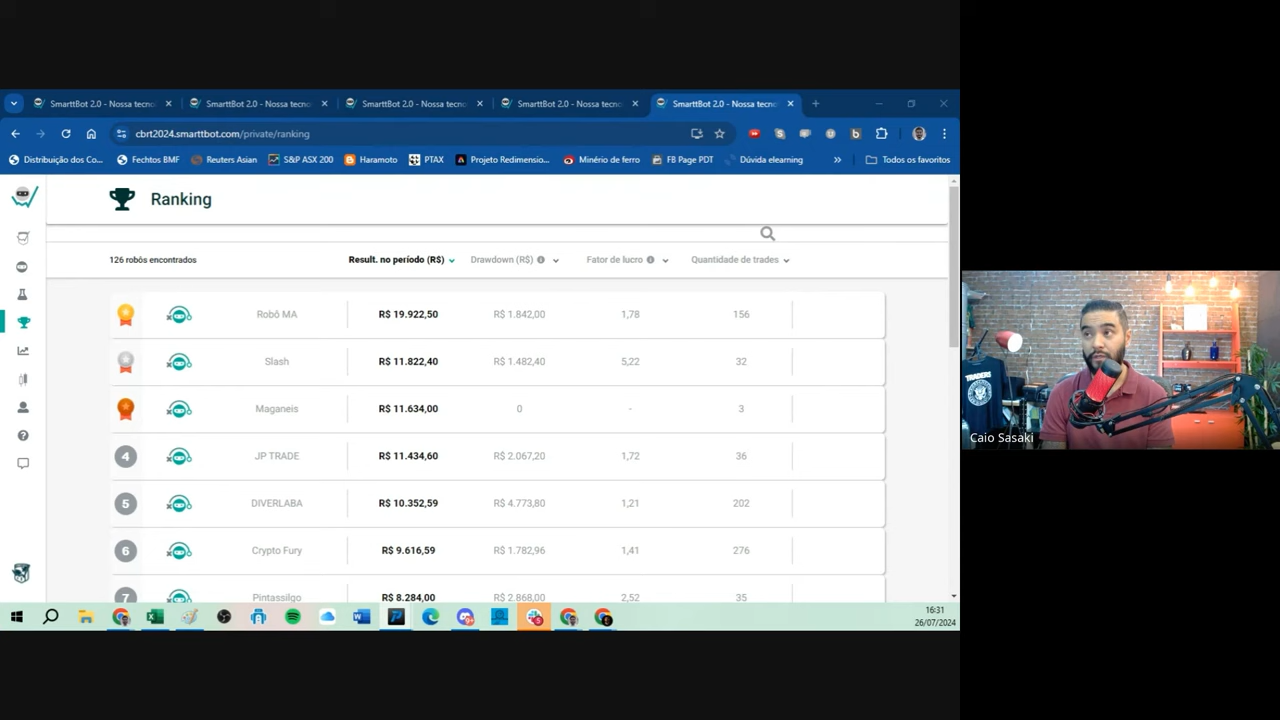 SmarttBot 2.0 - Nossa tecno
SmarttBot 2.0 - Nossa tecno
SmarttBot 2.0 - Nossa tecno
SmarttBot 2.0 - Nossa tecno
SmarttBot 2.0 - Nossa tecno
cbrt2024.smarttbot.com/private/ranking
Distribuição dos Co... Fechtos BMF Reuters Asian S&P ASX 200 Haramoto PTAX Projeto Redimensio... Minério de ferro FB Page PDT Dúvida elearning » Todos os favoritos
Ranking
126 robôs encontrados Result. no período (R$) Drawdown (R$) Fator de lucro Quantidade de trades
Robô MA R$ 19.922,50 R$ 1.842,00 1,78 156
Slash R$ 11.822,40 R$ 1.482,40 5,22 32
Maganeis R$ 11.634,00 0 - 3
4 JP TRADE R$ 11.434,60 R$ 2.067,20 1,72 36
5 DIVERLABA R$ 10.352,59 R$ 4.773,80 1,21 202
6 Crypto Fury R$ 9.616,59 R$ 1.782,96 1,41 276
7 Pintassilgo R$ 8.284,00 R$ 2.868,00 2,52 35
16:31
26/07/2024
TRADERS
Caio Sasaki